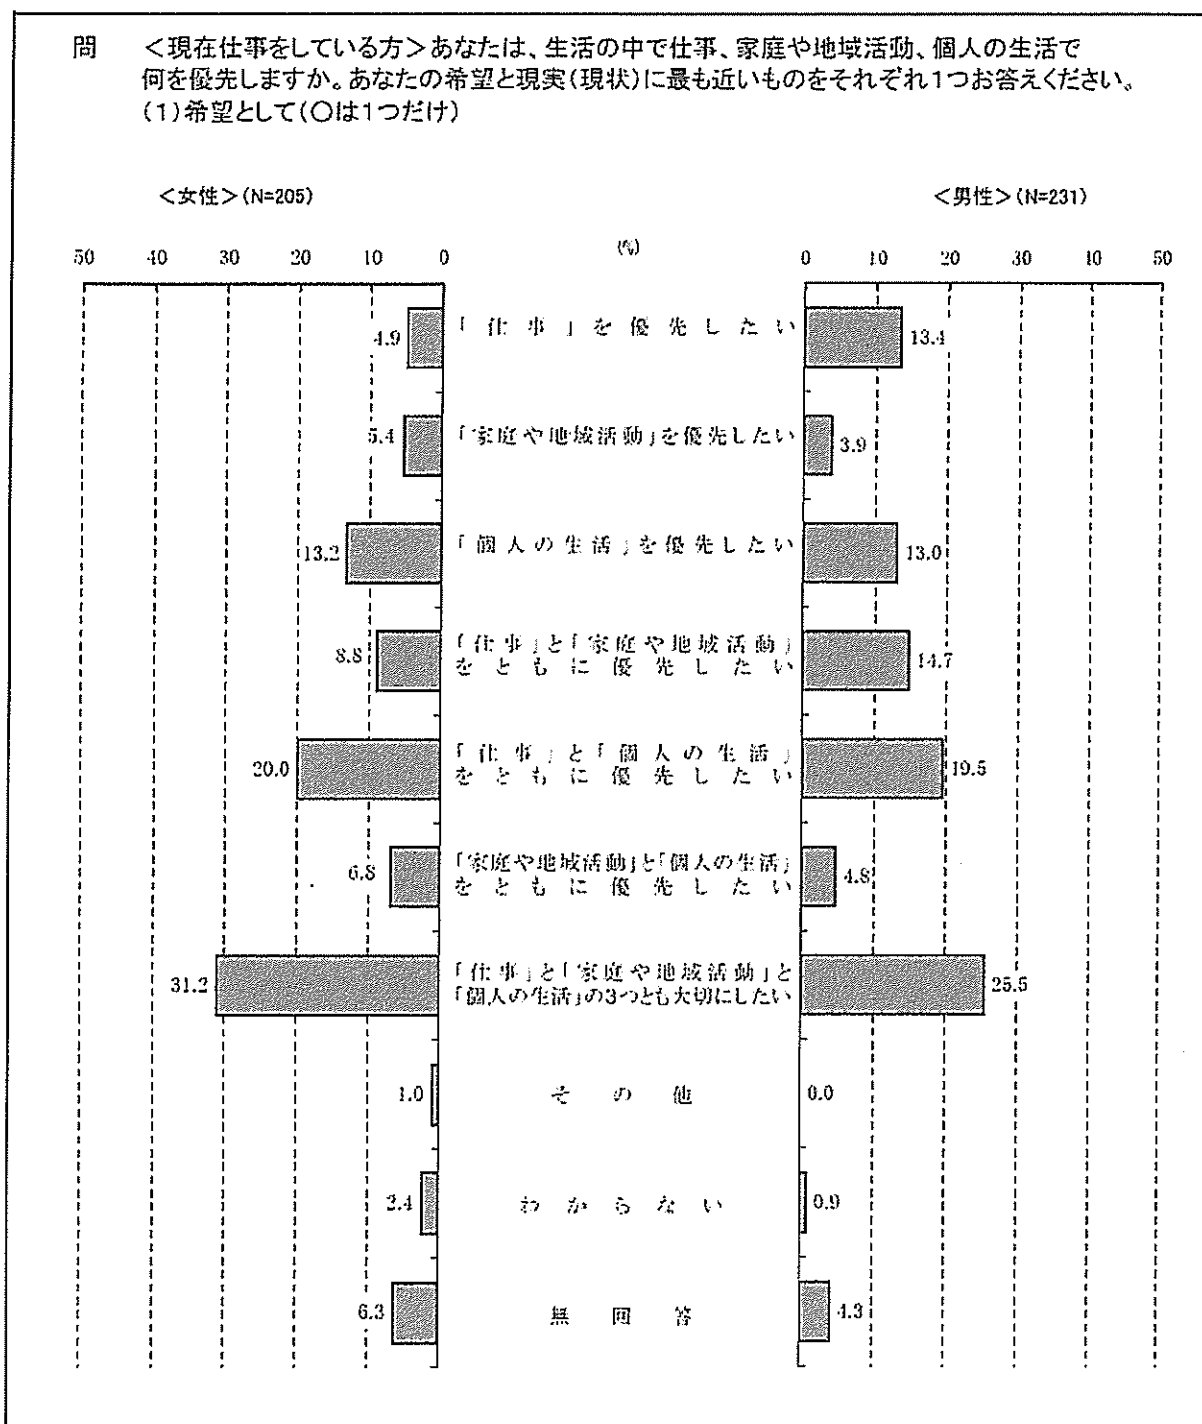 問 <現在仕事をしている方>あなたは、生活の中で仕事、家庭や地域活動、個人の生活で
何を優先しますか。あなたの希望と現実(現状)に最も近いものをそれぞれ1つお答えください。
(1)希望として(○は1つだけ)
<女性>(N=205) <男性>(N=231)
50 40 30 20 10 0 (%) 0 10 20 30 40 50
4.9 「仕事」を優先したい 13.4
5.4 「家庭や地域活動」を優先したい 3.9
13.2 「個人の生活」を優先したい 13.0
「仕事」と「家庭や地域活動」
8.8 をともに優先したい 14.7
「仕事」と「個人の生活」
20.0 をともに優先したい 19.5
「家庭や地域活動」と「個人の生活」
6.8 をともに優先したい 4.8
「仕事」と「家庭や地域活動」と
31.2 「個人の生活」の3つとも大切にしたい 25.5
1.0 その他 0.0
2.4 わからない 0.9
6.3 無回答 4.3